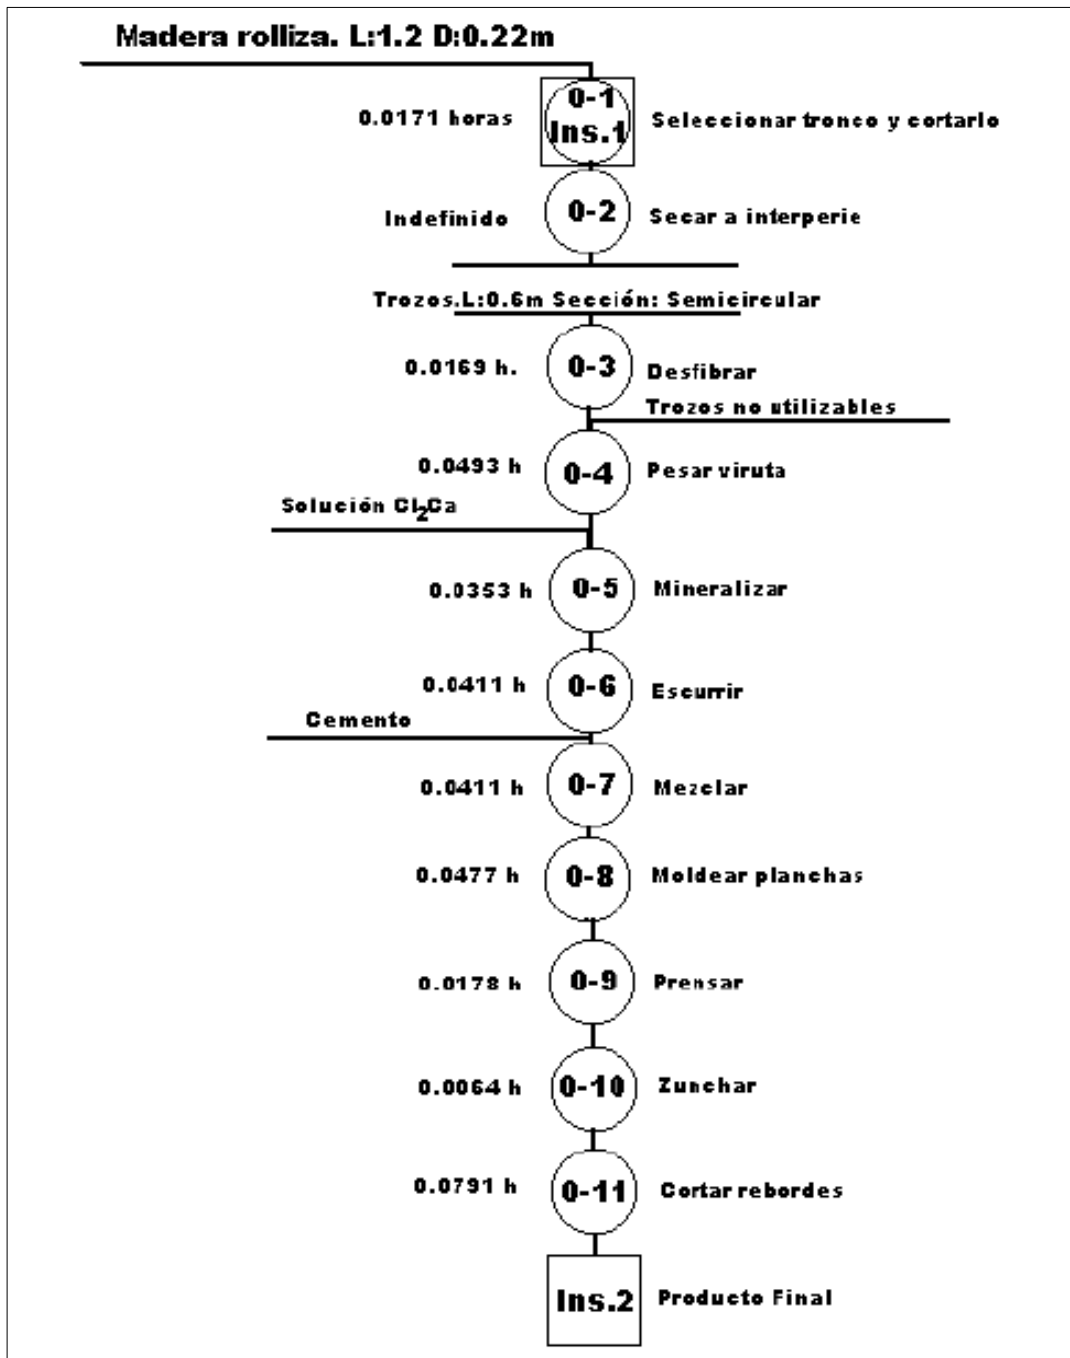 Madera rolliza. L:1.2 D:0.22m
0.0171 horas
0-1
Ins.1
Seleccionar tronco y cortarlo
Indefinido
0-2
Secar a interperie
Trozos.L:0.6m Sección: Semicircular
0.0169 h.
0-3
Desfibrar
Trozos no utilizables
0.0493 h
0-4
Pesar viruta
Solución Cl2Ca
0.0353 h
0-5
Mineralizar
0.0411 h
0-6
Escurrir
Cemento
0.0411 h
0-7
Mezclar
0.0477 h
0-8
Moldear planchas
0.0178 h
0-9
Prensar
0.0064 h
0-10
Zunchar
0.0791 h
0-11
Cortar rebordes
Ins.2
Producto Final